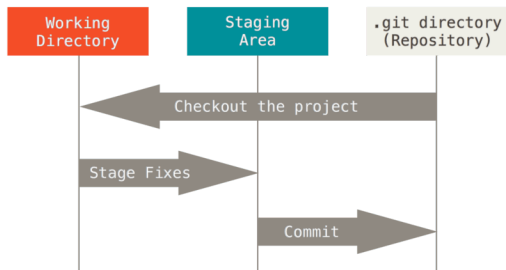 Working
Directory
Staging
Area
.git directory
(Repository)
Checkout the project
Stage Fixes
Commit